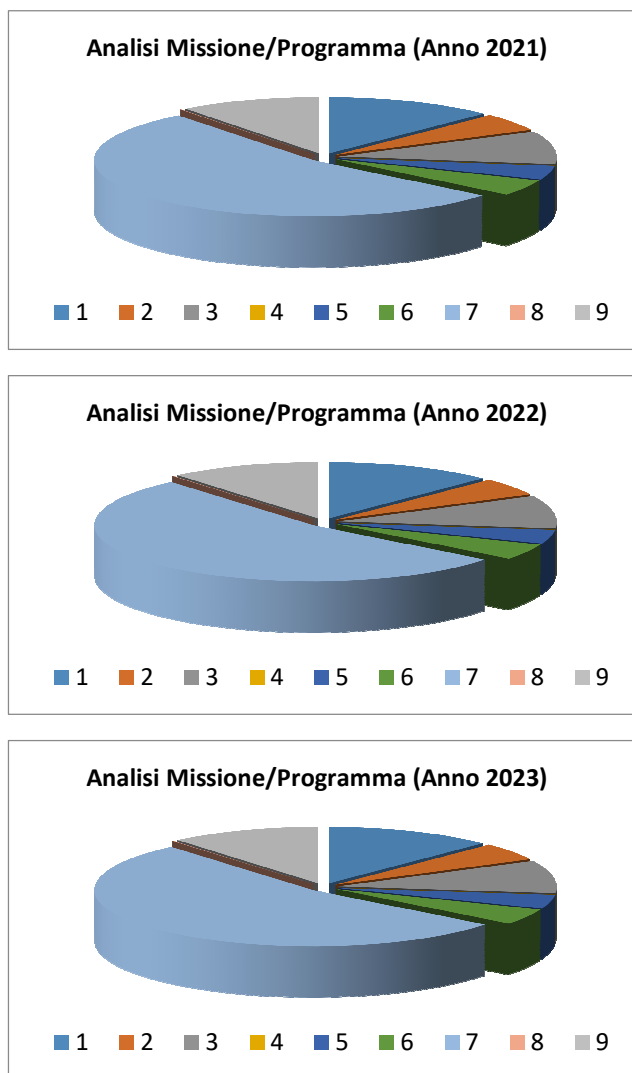 Analisi Missione/Programma (Anno 2021)
1 2 3 4 5 6 7 8 9
Analisi Missione/Programma (Anno 2022)
1 2 3 4 5 6 7 8 9
Analisi Missione/Programma (Anno 2023)
1 2 3 4 5 6 7 8 9